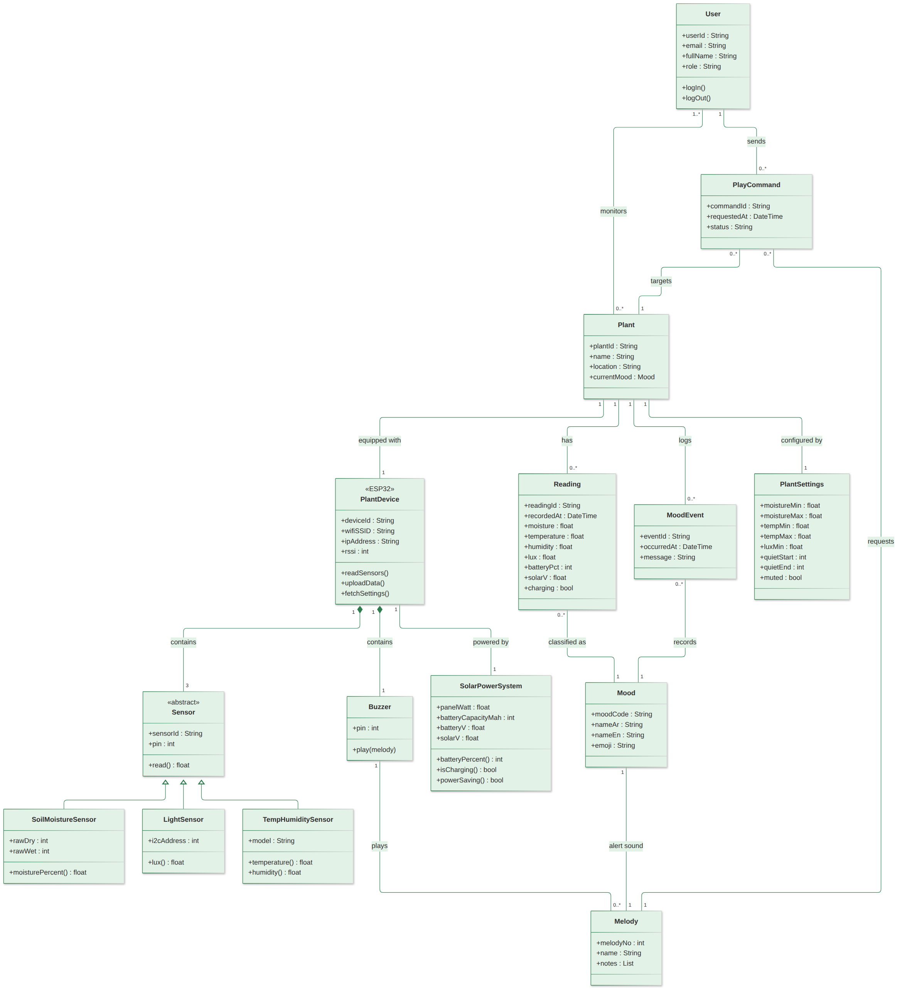 User
+userId : String
+email : String
+fullName : String
+role : String
+logIn()
+logOut()
1..*
1
sends
0..*
PlayCommand
+commandId : String
+requestedAt : DateTime
+status : String
monitors
0..*
0..*
targets
0..*
1
Plant
+plantId : String
+name : String
+location : String
+currentMood : Mood
1
1
1
1
equipped with
has
logs
configured by
1
0..*
0..*
1
«ESP32»
PlantDevice
+deviceId : String
+wifiSSID : String
+ipAddress : String
+rssi : int
+readSensors()
+uploadData()
+fetchSettings()
Reading
+readingId : String
+recordedAt : DateTime
+moisture : float
+temperature : float
+humidity : float
+lux : float
+batteryPct : int
+solarV : float
+charging : bool
MoodEvent
+eventId : String
+occurredAt : DateTime
+message : String
PlantSettings
+moistureMin : float
+moistureMax : float
+tempMin : float
+tempMax : float
+luxMin : float
+quietStart : int
+quietEnd : int
+muted : bool
requests
1
1
1
0..*
0..*
contains
contains
powered by
classified as
records
3
1
1
1
1
«abstract»
Sensor
+sensorId : String
+pin : int
+read() : float
Buzzer
+pin : int
+play(melody)
SolarPowerSystem
+panelWatt : float
+batteryCapacityMah : int
+batteryV : float
+solarV : float
+batteryPercent() : int
+isCharging() : bool
+powerSaving() : bool
Mood
+moodCode : String
+nameAr : String
+nameEn : String
+emoji : String
1
1
SoilMoistureSensor
+rawDry : int
+rawWet : int
+moisturePercent() : float
LightSensor
+i2cAddress : int
+lux() : float
TempHumiditySensor
+model : String
+temperature() : float
+humidity() : float
plays
alert sound
0..*
1
1
Melody
+melodyNo : int
+name : String
+notes : List